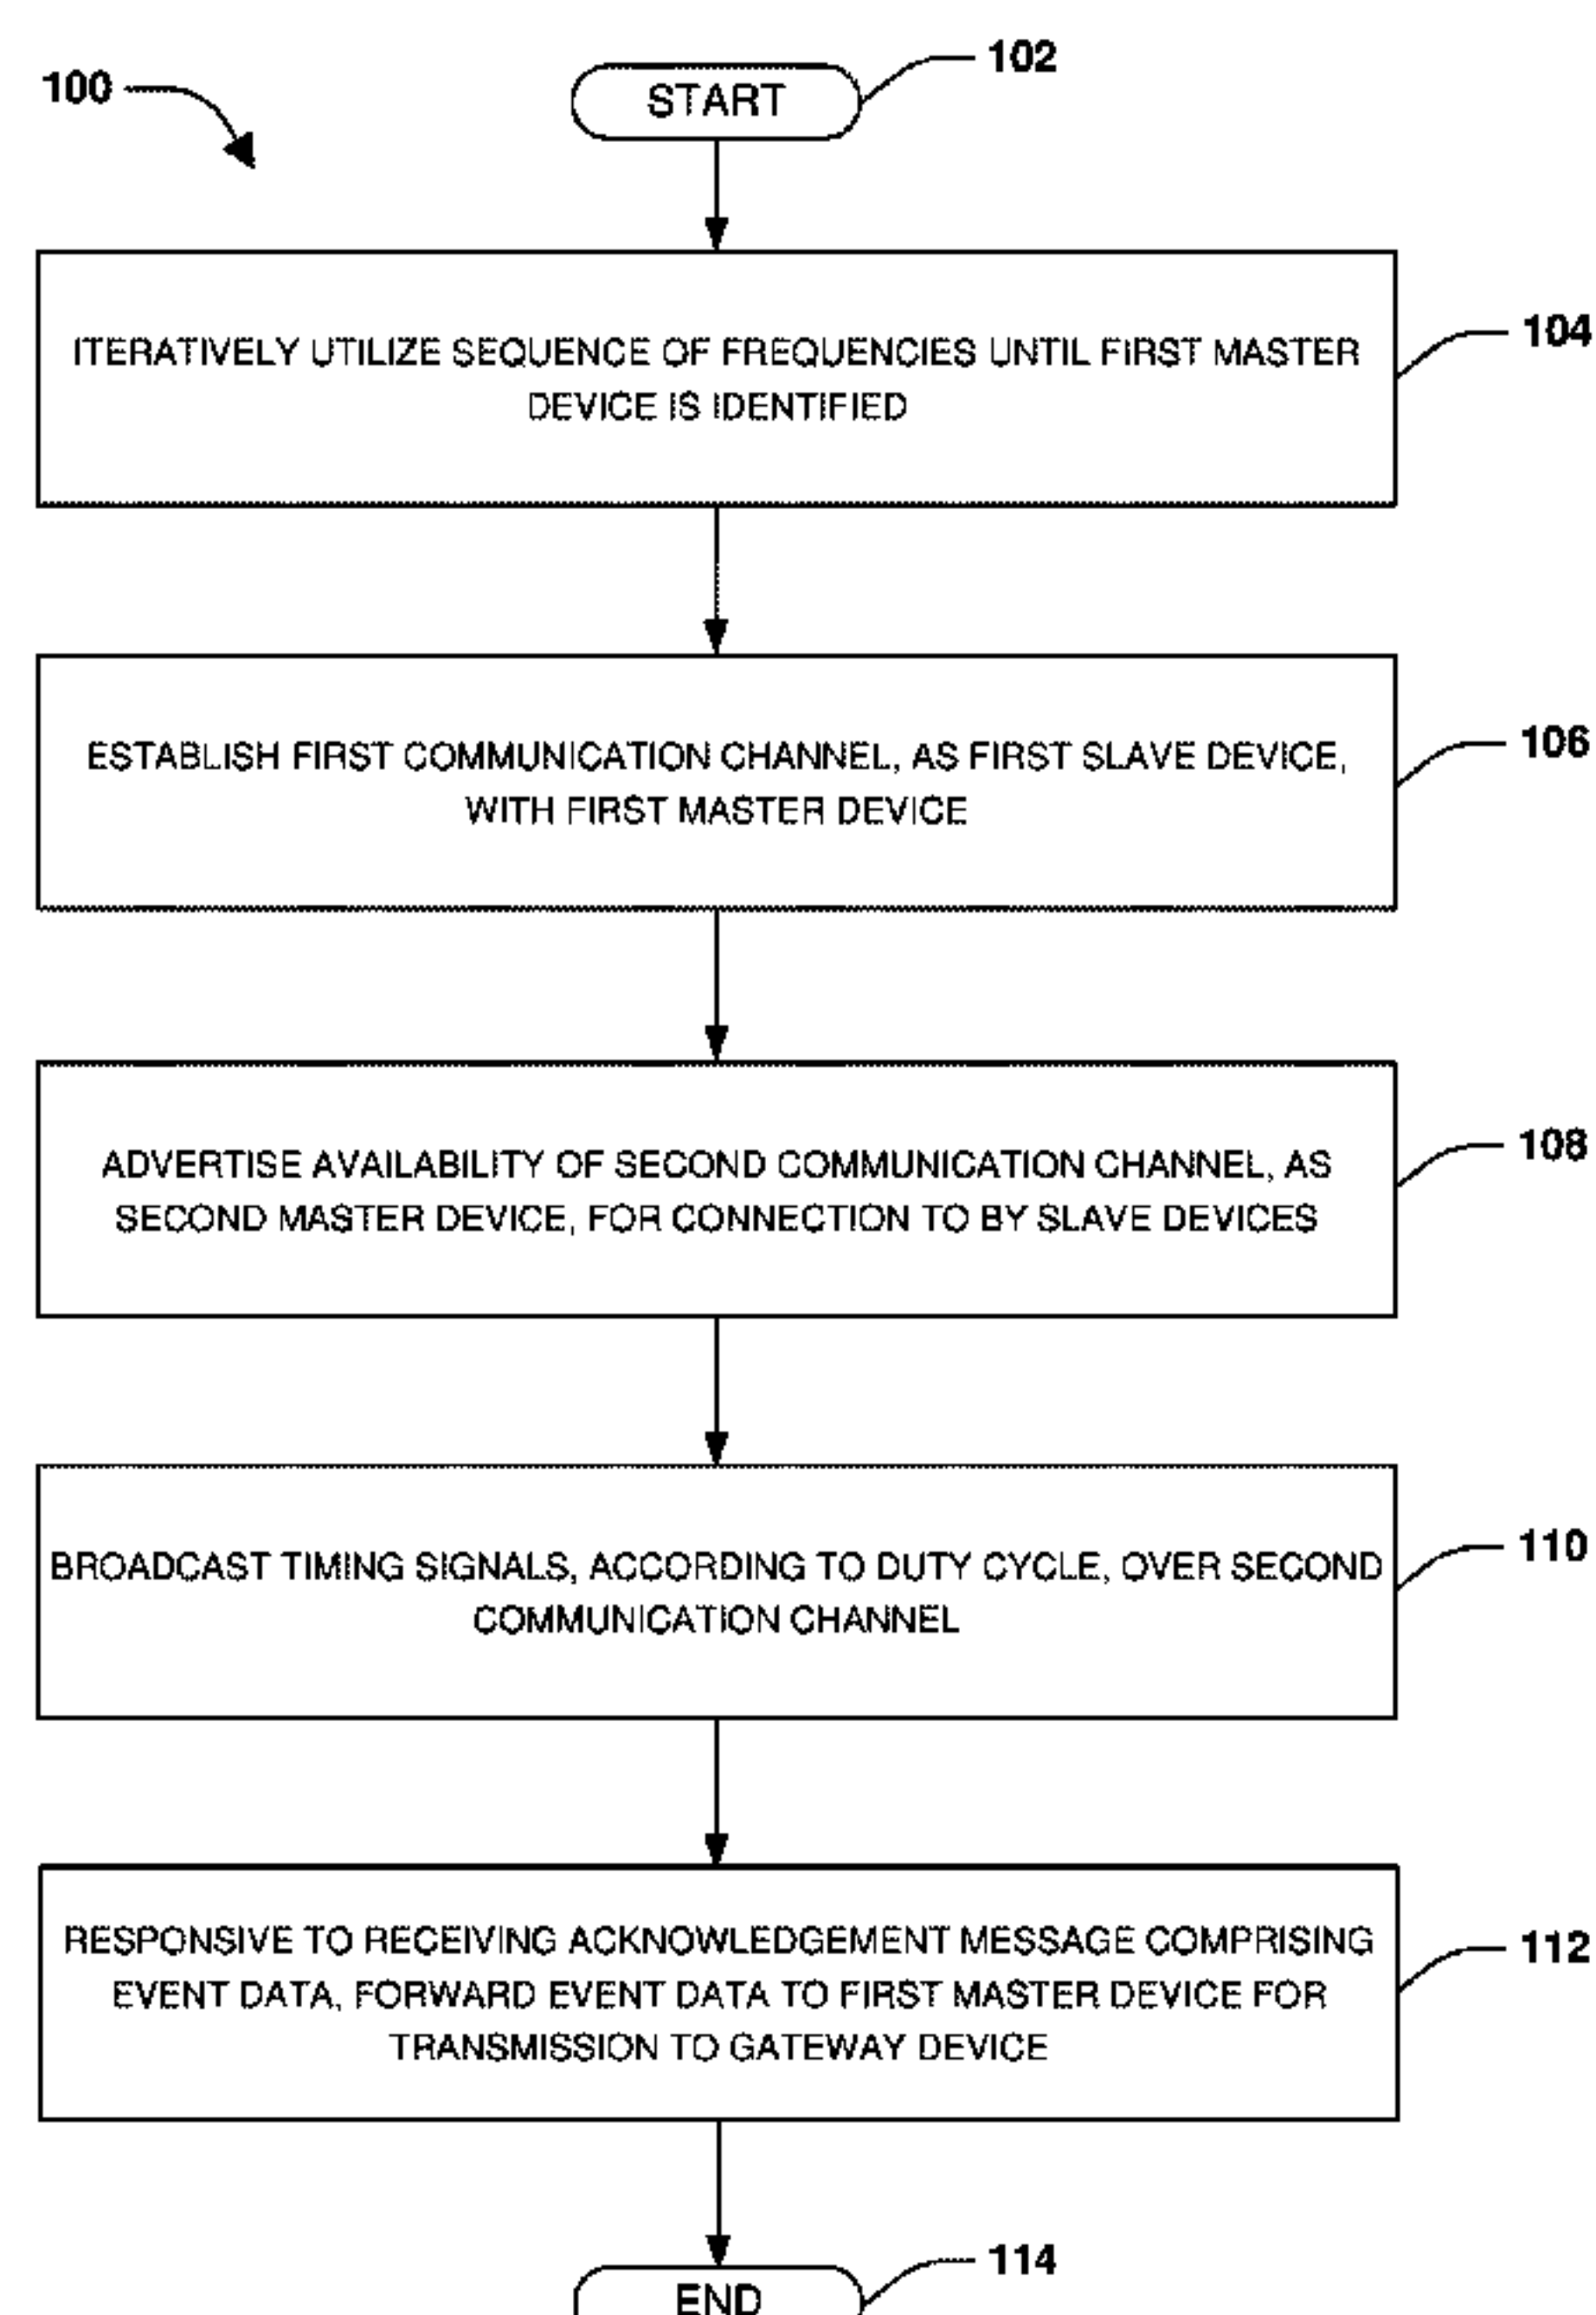 100
102
START
104
ITERATIVELY UTILIZE SEQUENCE OF FREQUENCIES UNTIL FIRST MASTER
DEVICE IS IDENTIFIED
106
ESTABLISH FIRST COMMUNICATION CHANNEL, AS FIRST SLAVE DEVICE,
WITH FIRST MASTER DEVICE
108
ADVERTISE AVAILABILITY OF SECOND COMMUNICATION CHANNEL, AS
SECOND MASTER DEVICE, FOR CONNECTION TO BY SLAVE DEVICES
110
BROADCAST TIMING SIGNALS, ACCORDING TO DUTY CYCLE, OVER SECOND
COMMUNICATION CHANNEL
112
RESPONSIVE TO RECEIVING ACKNOWLEDGEMENT MESSAGE COMPRISING
EVENT DATA, FORWARD EVENT DATA TO FIRST MASTER DEVICE FOR
TRANSMISSION TO GATEWAY DEVICE
114
END